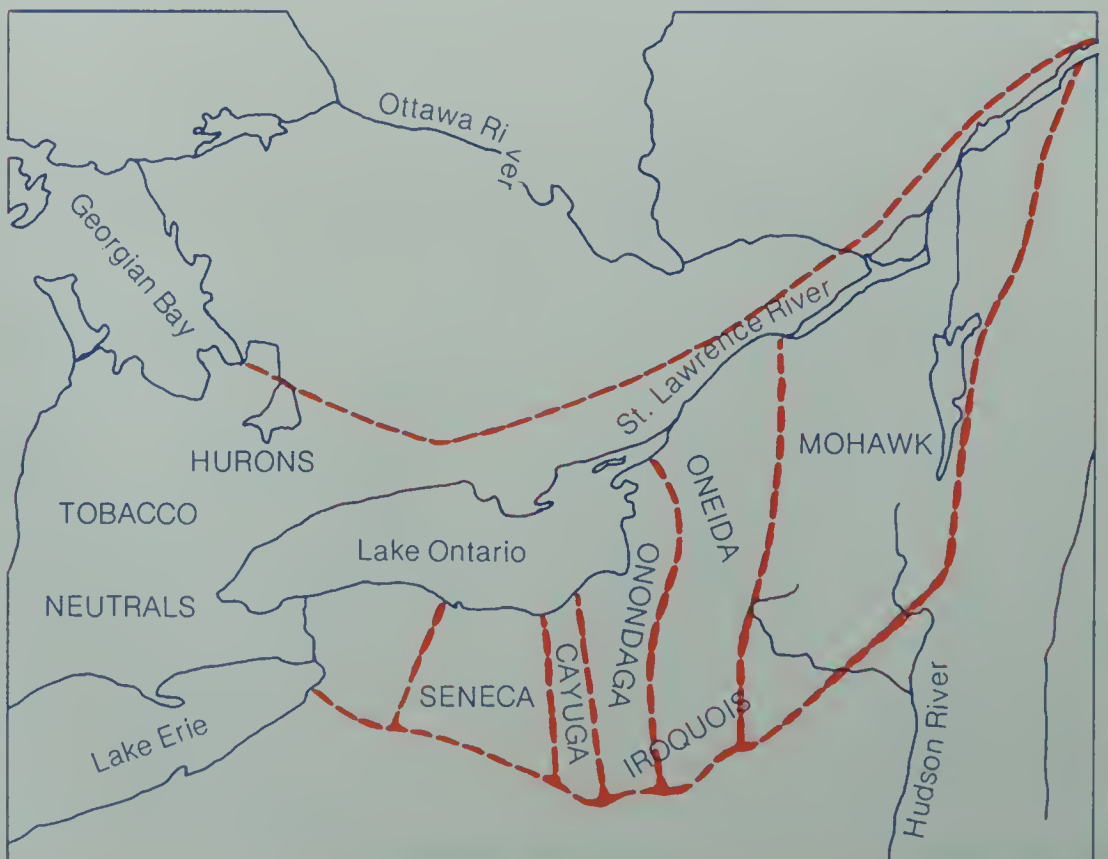 Ottawa River
Georgian Bay
St. Lawrence River
HURONS
MOHAWK
ONEIDA
TOBACCO
Lake Ontario
ONONDAGA
NEUTRALS
CAYUGA
SENECA
IROQUOIS
Lake Erie
Hudson River